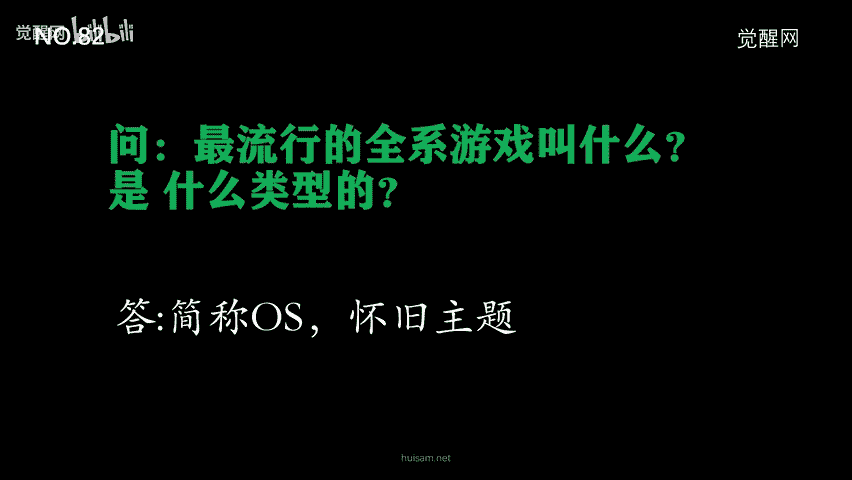 觉醒网 bilibili
NO.82
觉醒网
问：最流行的全系游戏叫什么？
是 什么类型的？
答:简称OS，怀旧主题
huisam.net